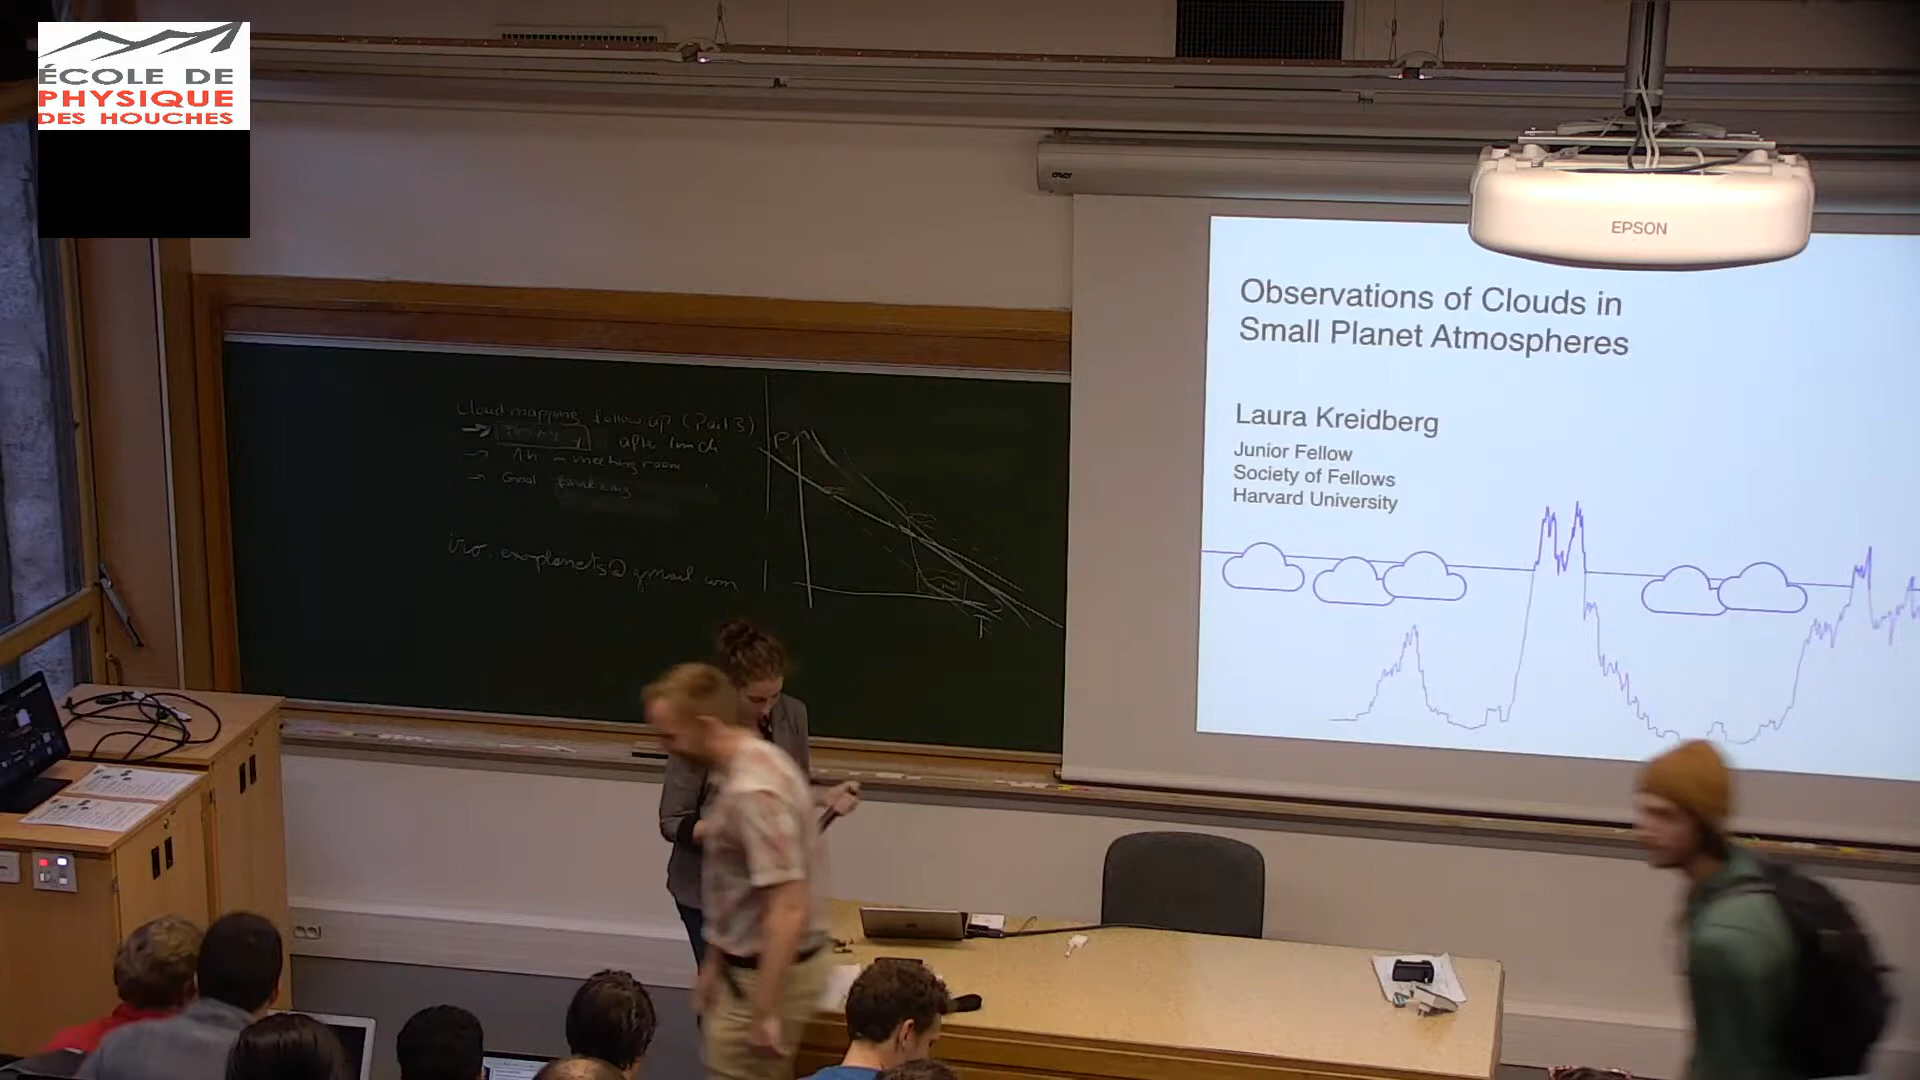 ÉCOLE DE
PHYSIQUE
DES HOUCHES
EPSON
Observations of Clouds in
Small Planet Atmospheres
Laura Kreidberg
Junior Fellow
Society of Fellows
Harvard University
Cloud mapping follow up (Part 3)
→ TODAY after lunch
→ 1h meeting room
→ Goal
exoplanets@gmail.com
P
T